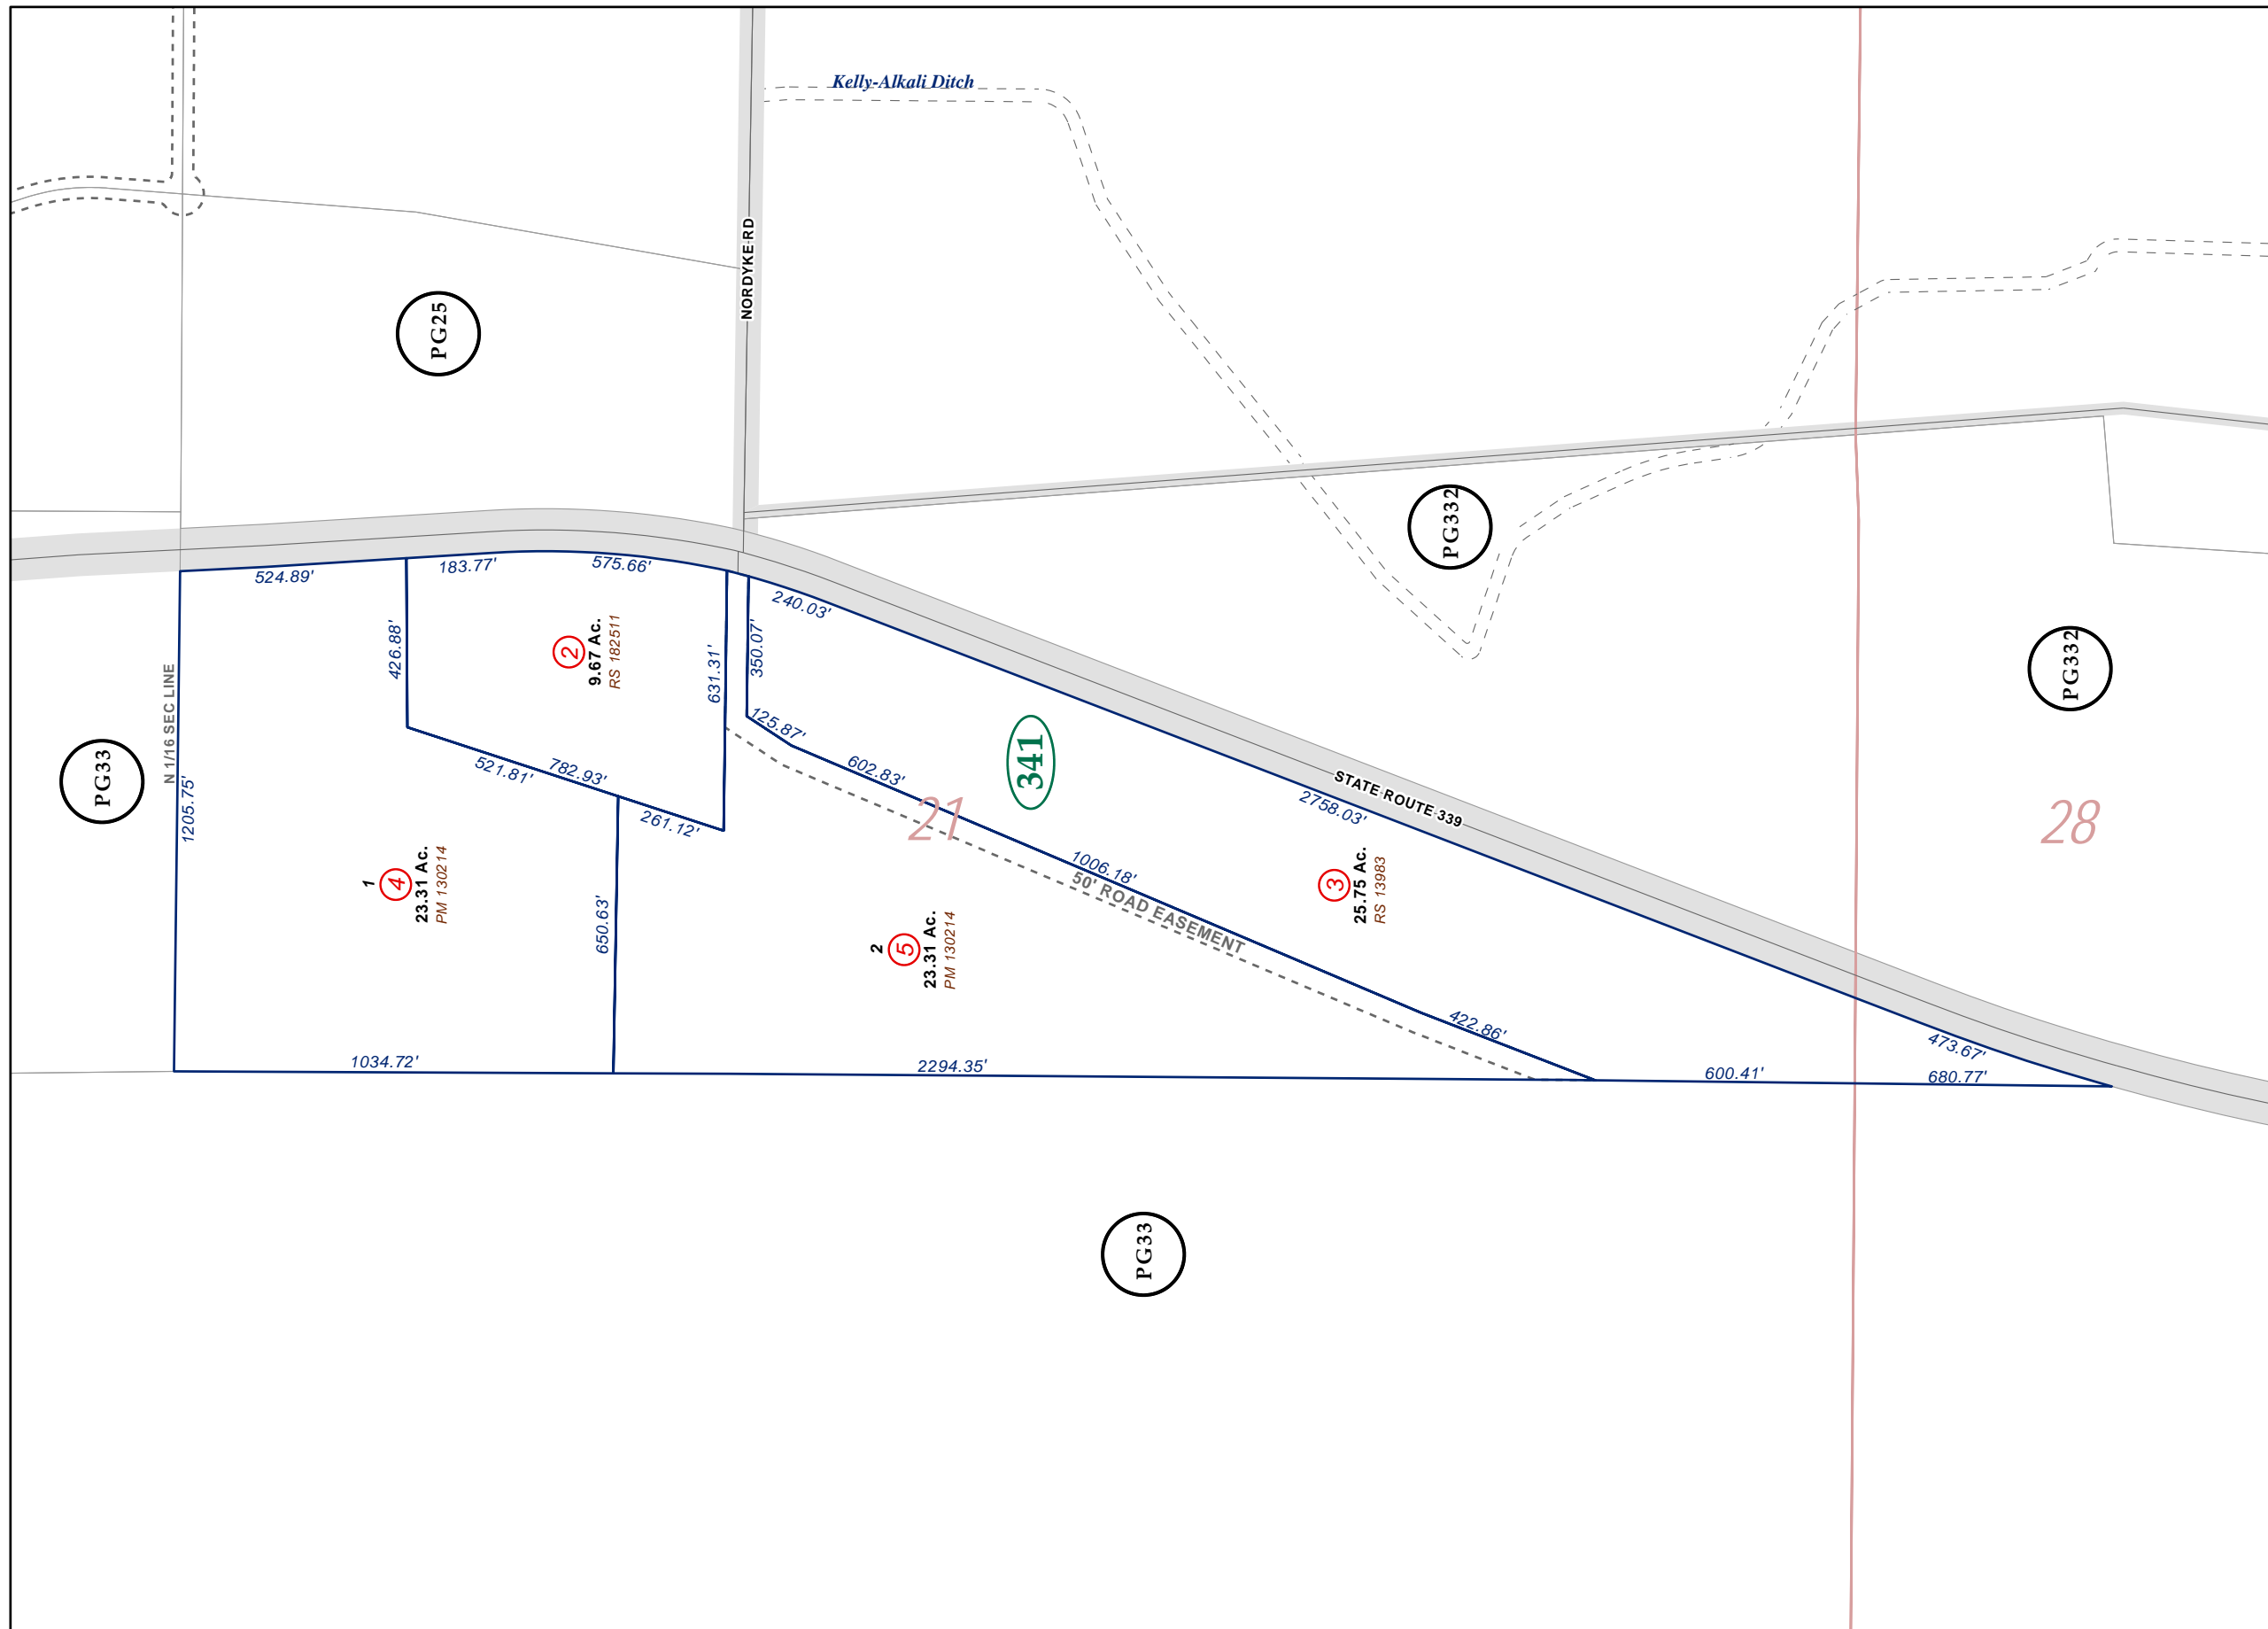 Kelly-Alkali Ditch
NORDYKE RD
PG25
PG332
PG332
PG33
N 1/16 SEC LINE
524.89'
183.77'
575.66'
240.03'
426.88'
2
9.67 Ac.
RS 182511
631.31'
350.07'
125.87'
602.83'
521.81'
782.93'
261.12'
341
21
28
STATE ROUTE 339
2758.03'
1205.75'
1
4
23.31 Ac.
PM 130214
650.63'
2
5
23.31 Ac.
PM 130214
1006.18'
50' ROAD EASEMENT
3
25.75 Ac.
RS 13983
422.86'
473.67'
1034.72'
2294.35'
600.41'
680.77'
PG33